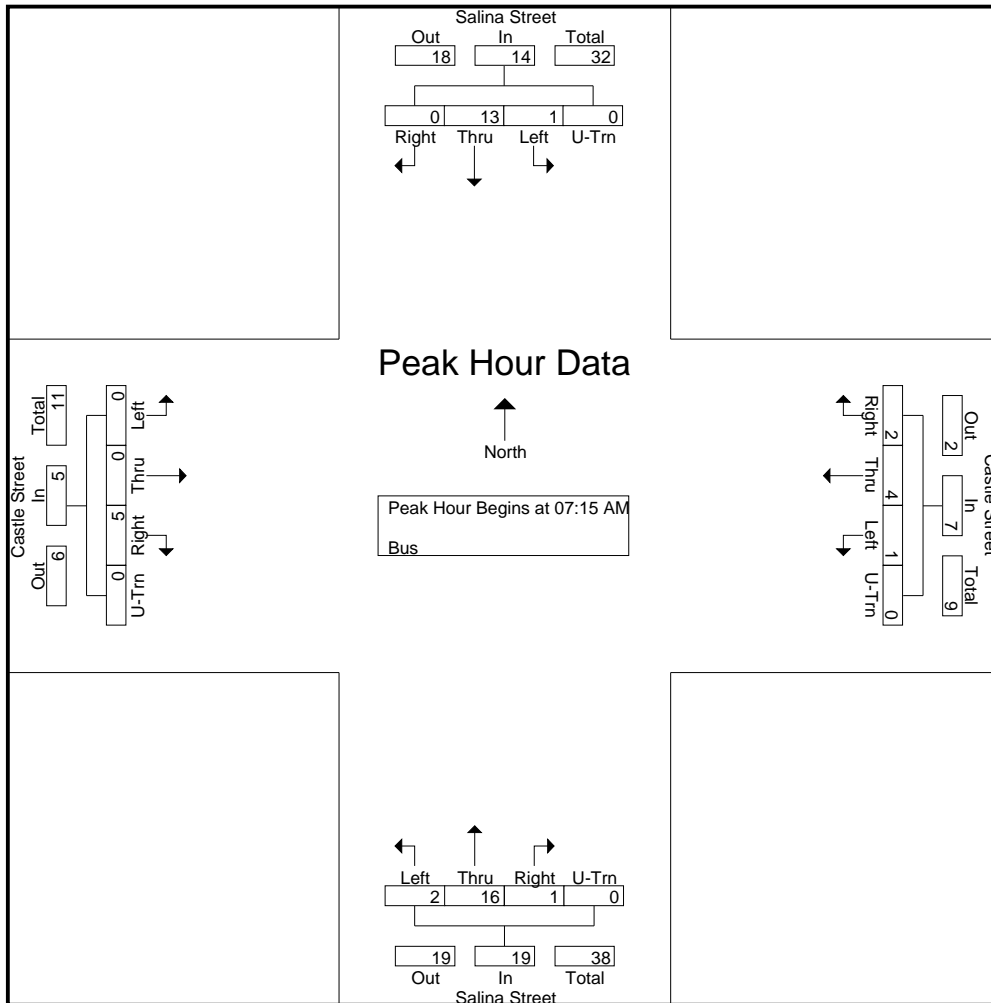 Salina Street
Out In Total
18 14 32
0 13 1 0
Right Thru Left U-Trn
Peak Hour Data
North
Peak Hour Begins at 07:15 AM
Bus
Castle Street
Total In Out
11 5 6
0 0 5 0
Left Thru Right U-Trn
Right Thru Left U-Trn
2 4 1 0
Out In Total
2 7 9
Castle Street
Left Thru Right U-Trn
2 16 1 0
19 19 38
Out In Total
Salina Street